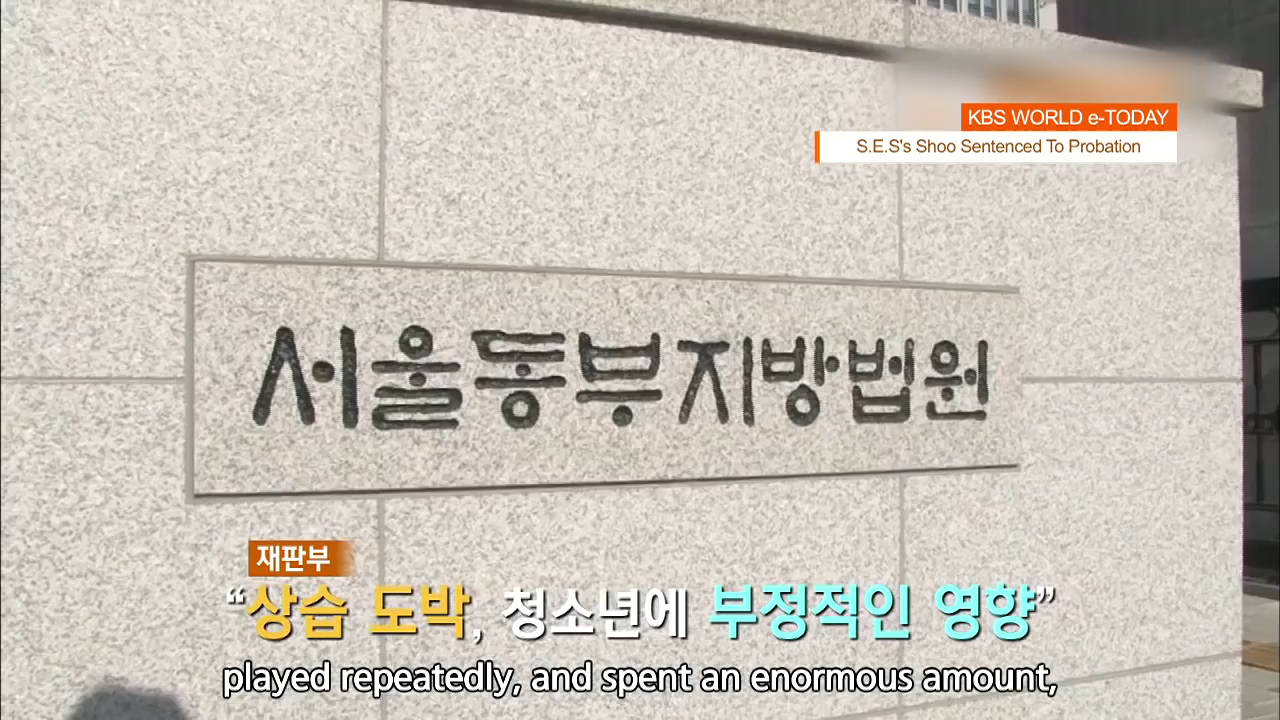 KBS WORLD e-TODAY
S.E.S's Shoo Sentenced To Probation
서울동부지방법원
재판부
“상습 도박, 청소년에 부정적인 영향”
played repeatedly, and spent an enormous amount,